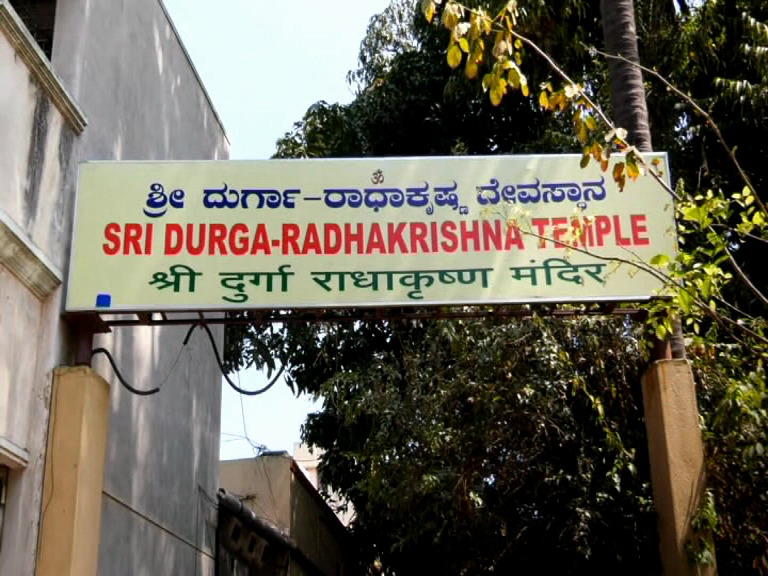 ॐ
ಶ್ರೀ ದುರ್ಗಾ-ರಾಧಾಕೃಷ್ಣ ದೇವಸ್ಥಾನ
SRI DURGA-RADHAKRISHNA TEMPLE
श्री दुर्गा राधाकृष्ण मंदिर